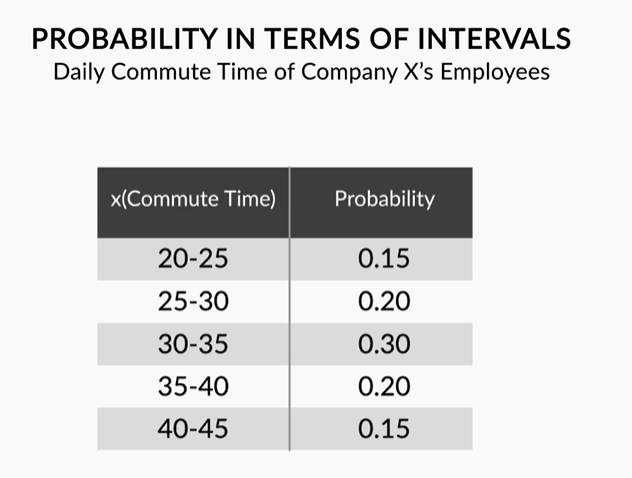 PROBABILITY IN TERMS OF INTERVALS
Daily Commute Time of Company X’s Employees
x(Commute Time) Probability
20-25 0.15
25-30 0.20
30-35 0.30
35-40 0.20
40-45 0.15